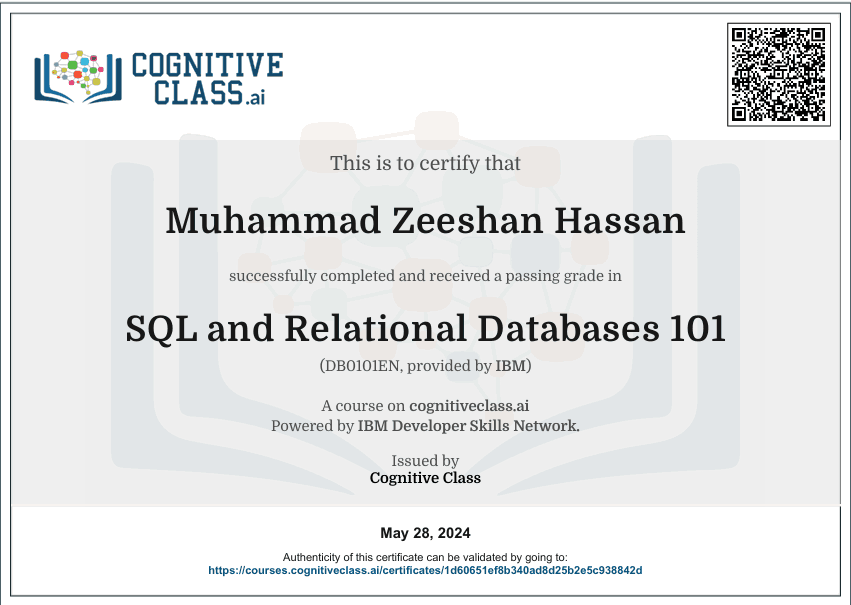 COGNITIVE
CLASS.ai
This is to certify that
Muhammad Zeeshan Hassan
successfully completed and received a passing grade in
SQL and Relational Databases 101
(DB0101EN, provided by IBM)
A course on cognitiveclass.ai
Powered by IBM Developer Skills Network.
Issued by
Cognitive Class
May 28, 2024
Authenticity of this certificate can be validated by going to:
https://courses.cognitiveclass.ai/certificates/1d60651ef8b340ad8d25b2e5c938842d